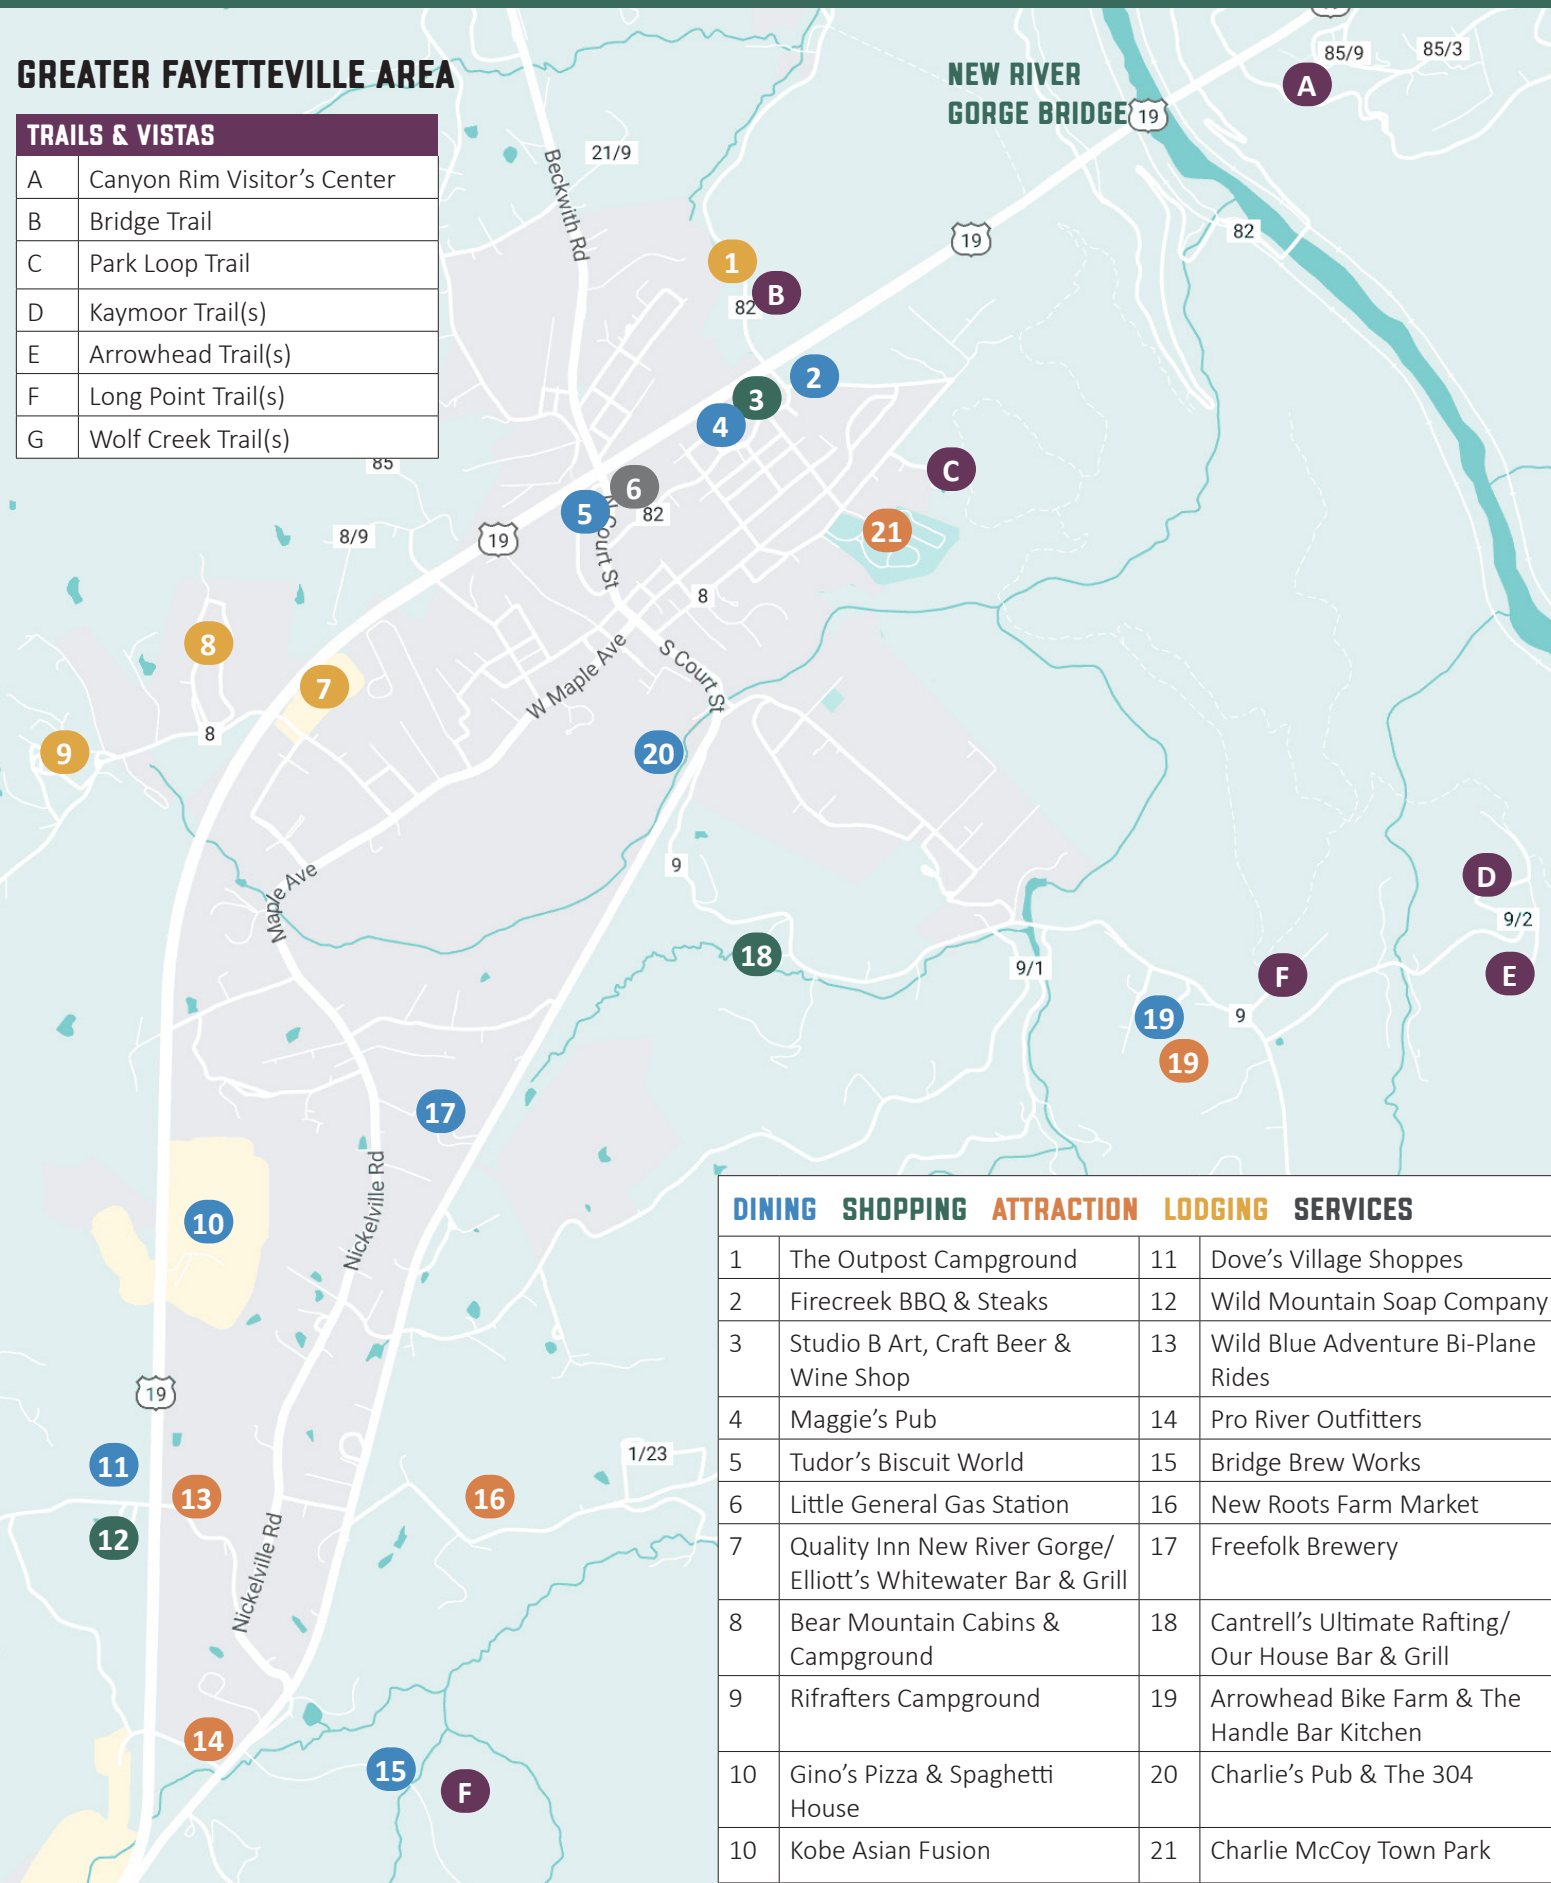 GREATER FAYETTEVILLE AREA
TRAILS & VISTAS
A Canyon Rim Visitor's Center
B Bridge Trail
C Park Loop Trail
D Kaymoor Trail(s)
E Arrowhead Trail(s)
F Long Point Trail(s)
G Wolf Creek Trail(s)
NEW RIVER
GORGE BRIDGE
19
85/9
85/3
A
21/9
Beckwith Rd
82
19
1
B
82
2
3
4
85
C
6
5
82
N Court St
21
19
8/9
8
8
W Maple Ave
S Court St
7
8
9
20
9
Maple Ave
D
9/2
18
9/1
F
E
19
9
19
17
Nickelville Rd
10
19
11
13
16
1/23
12
Nickelville Rd
14
15
F
DINING SHOPPING ATTRACTION LODGING SERVICES
1 The Outpost Campground
2 Firecreek BBQ & Steaks
3 Studio B Art, Craft Beer &
Wine Shop
4 Maggie's Pub
5 Tudor's Biscuit World
6 Little General Gas Station
7 Quality Inn New River Gorge/
Elliott's Whitewater Bar & Grill
8 Bear Mountain Cabins &
Campground
9 Rifrafters Campground
10 Gino's Pizza & Spaghetti
House
10 Kobe Asian Fusion
11 Dove's Village Shoppes
12 Wild Mountain Soap Company
13 Wild Blue Adventure Bi-Plane
Rides
14 Pro River Outfitters
15 Bridge Brew Works
16 New Roots Farm Market
17 Freefolk Brewery
18 Cantrell's Ultimate Rafting/
Our House Bar & Grill
19 Arrowhead Bike Farm & The
Handle Bar Kitchen
20 Charlie's Pub & The 304
21 Charlie McCoy Town Park